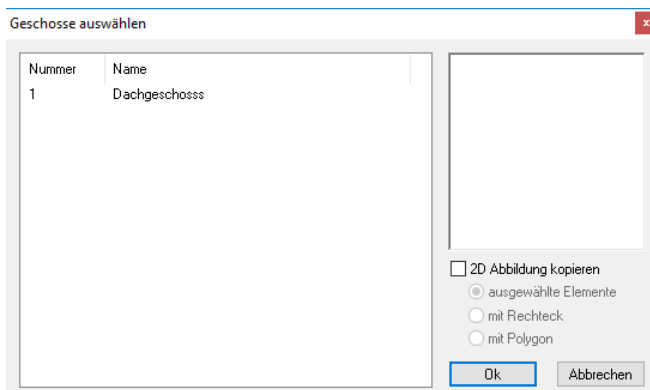 Geschosse auswählen
x
Nummer Name
1 Dachgeschosss
2D Abbildung kopieren
ausgewählte Elemente
mit Rechteck
mit Polygon
Ok Abbrechen